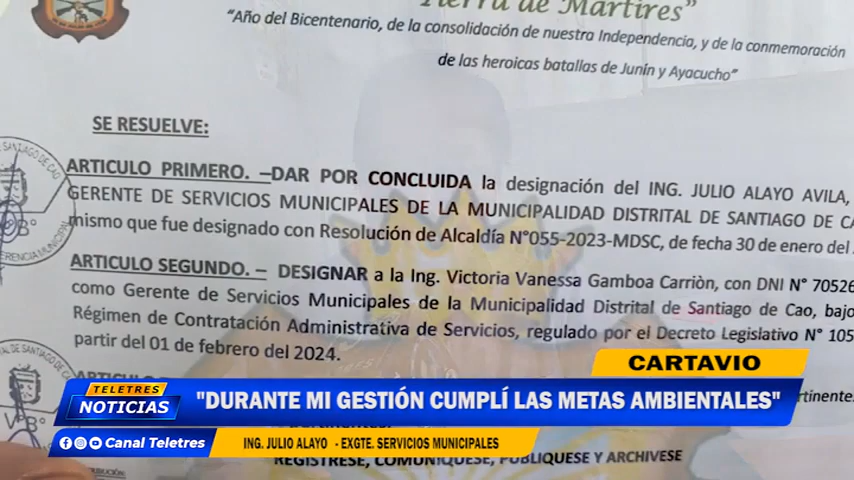 Tierra de Mártires"
"Año del Bicentenario, de la consolidación de nuestra Independencia, y de la conmemoración
de las heroicas batallas de Junín y Ayacucho"
SE RESUELVE:
ARTICULO PRIMERO. –DAR POR CONCLUIDA la designación del ING. JULIO ALAYO AVILA,
GERENTE DE SERVICIOS MUNICIPALES DE LA MUNICIPALIDAD DISTRITAL DE SANTIAGO DE CA
mismo que fue designado con Resolución de Alcaldía N°055-2023-MDSC, de fecha 30 de enero del
ARTICULO SEGUNDO. – DESIGNAR a la Ing. Victoria Vanessa Gamboa Carriòn, con DNI N° 70526
como Gerente de Servicios Municipales de la Municipalidad Distrital de Santiago de Cao, bajo
Régimen de Contratación Administrativa de Servicios, regulado por el Decreto Legislativo N° 105
partir del 01 de febrero del 2024.
CARTAVIO
TELETRES
NOTICIAS
"DURANTE MI GESTIÓN CUMPLÍ LAS METAS AMBIENTALES"
Canal Teletres
ING. JULIO ALAYO - EXGTE. SERVICIOS MUNICIPALES
REGÍSTRESE, COMUNÍQUESE, PUBLÍQUESE Y ARCHIVESE